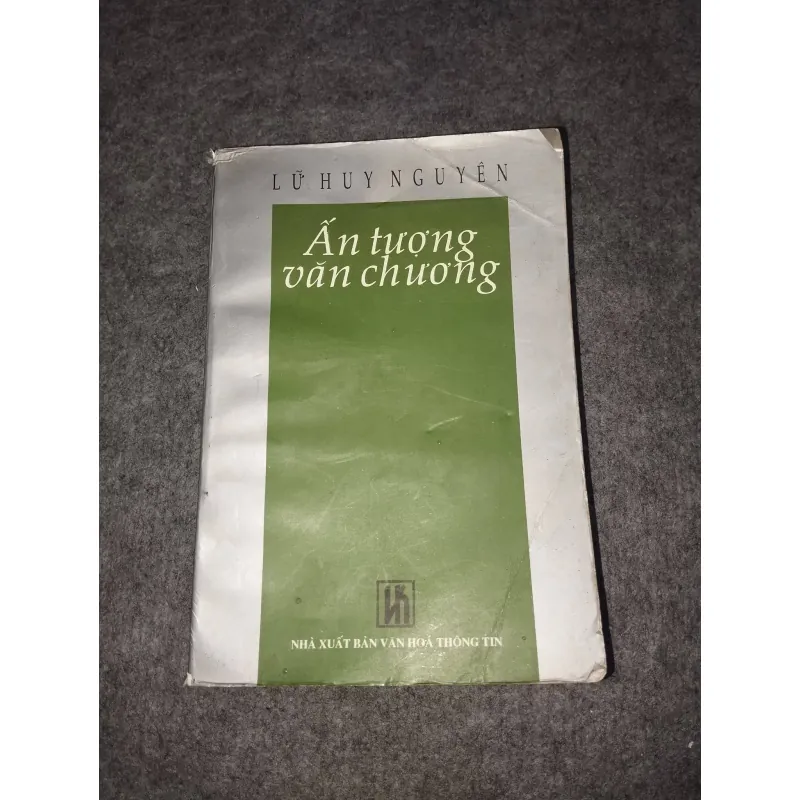 LỮ HUY NGUYÊN
Ấn tượng
văn chương
NHÀ XUẤT BẢN VĂN HOÁ THÔNG TIN